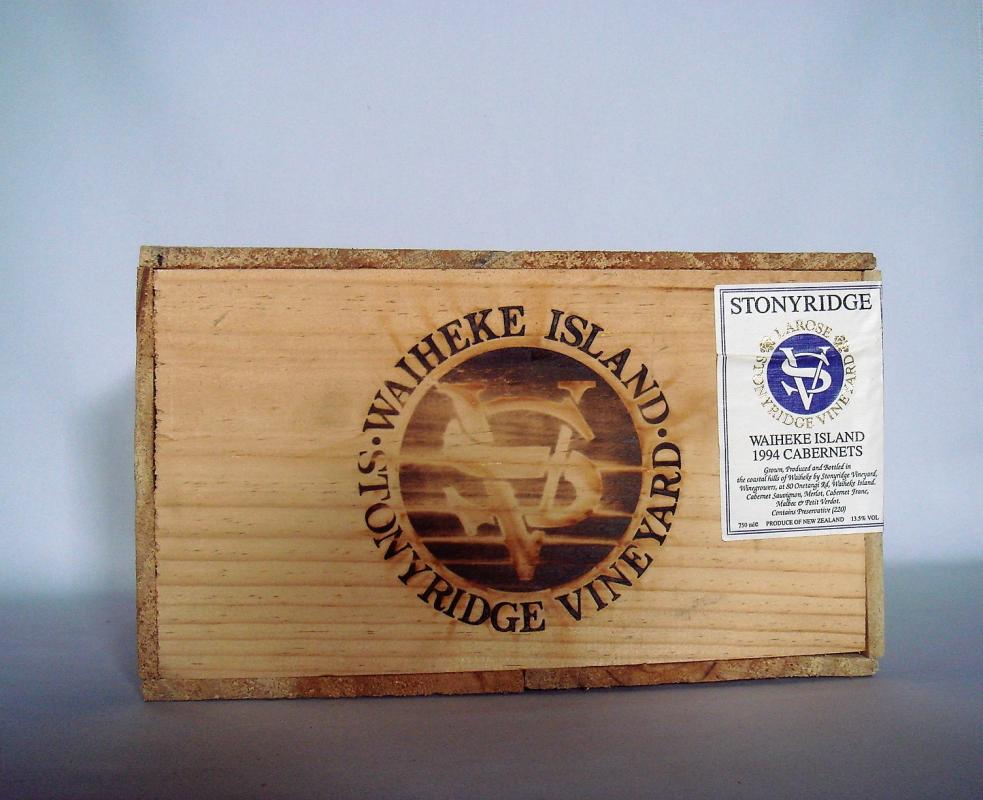 WAIHEKE ISLAND
· STONYRIDGE VINEYARD ·
SV
STONYRIDGE
LAROSE
SV
STONYRIDGE VINEYARD
WAIHEKE ISLAND
1994 CABERNETS
Grown, Produced and Bottled in
the coastal hills of Waiheke by Stonyridge Vineyard,
Winegrowers, at 80 Onetangi Rd, Waiheke Island.
Cabernet Sauvignon, Merlot, Cabernet Franc,
Malbec & Petit Verdot.
Contains Preservative (220)
750 ml℮ PRODUCE OF NEW ZEALAND 13.5% VOL